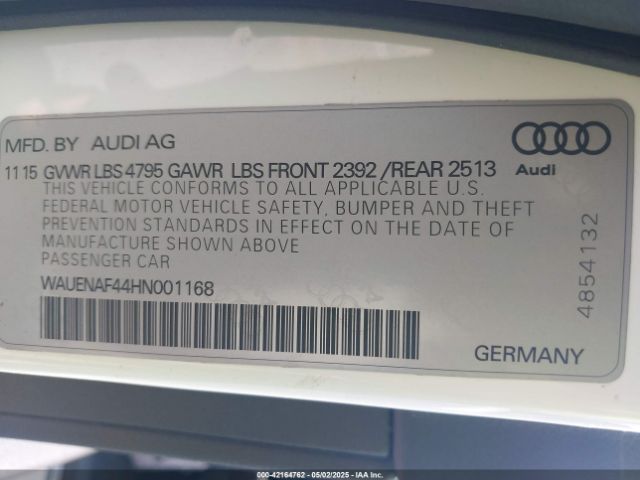 MFD. BY AUDI AG
Audi
11 15 GVWR LBS 4795 GAWR LBS FRONT 2392 /REAR 2513
THIS VEHICLE CONFORMS TO ALL APPLICABLE U.S.
FEDERAL MOTOR VEHICLE SAFETY, BUMPER AND THEFT
PREVENTION STANDARDS IN EFFECT ON THE DATE OF
MANUFACTURE SHOWN ABOVE
PASSENGER CAR
WAUENAF44HN001168
4854132
GERMANY
000-42164762 | 05/02/2025 | IAA Inc.